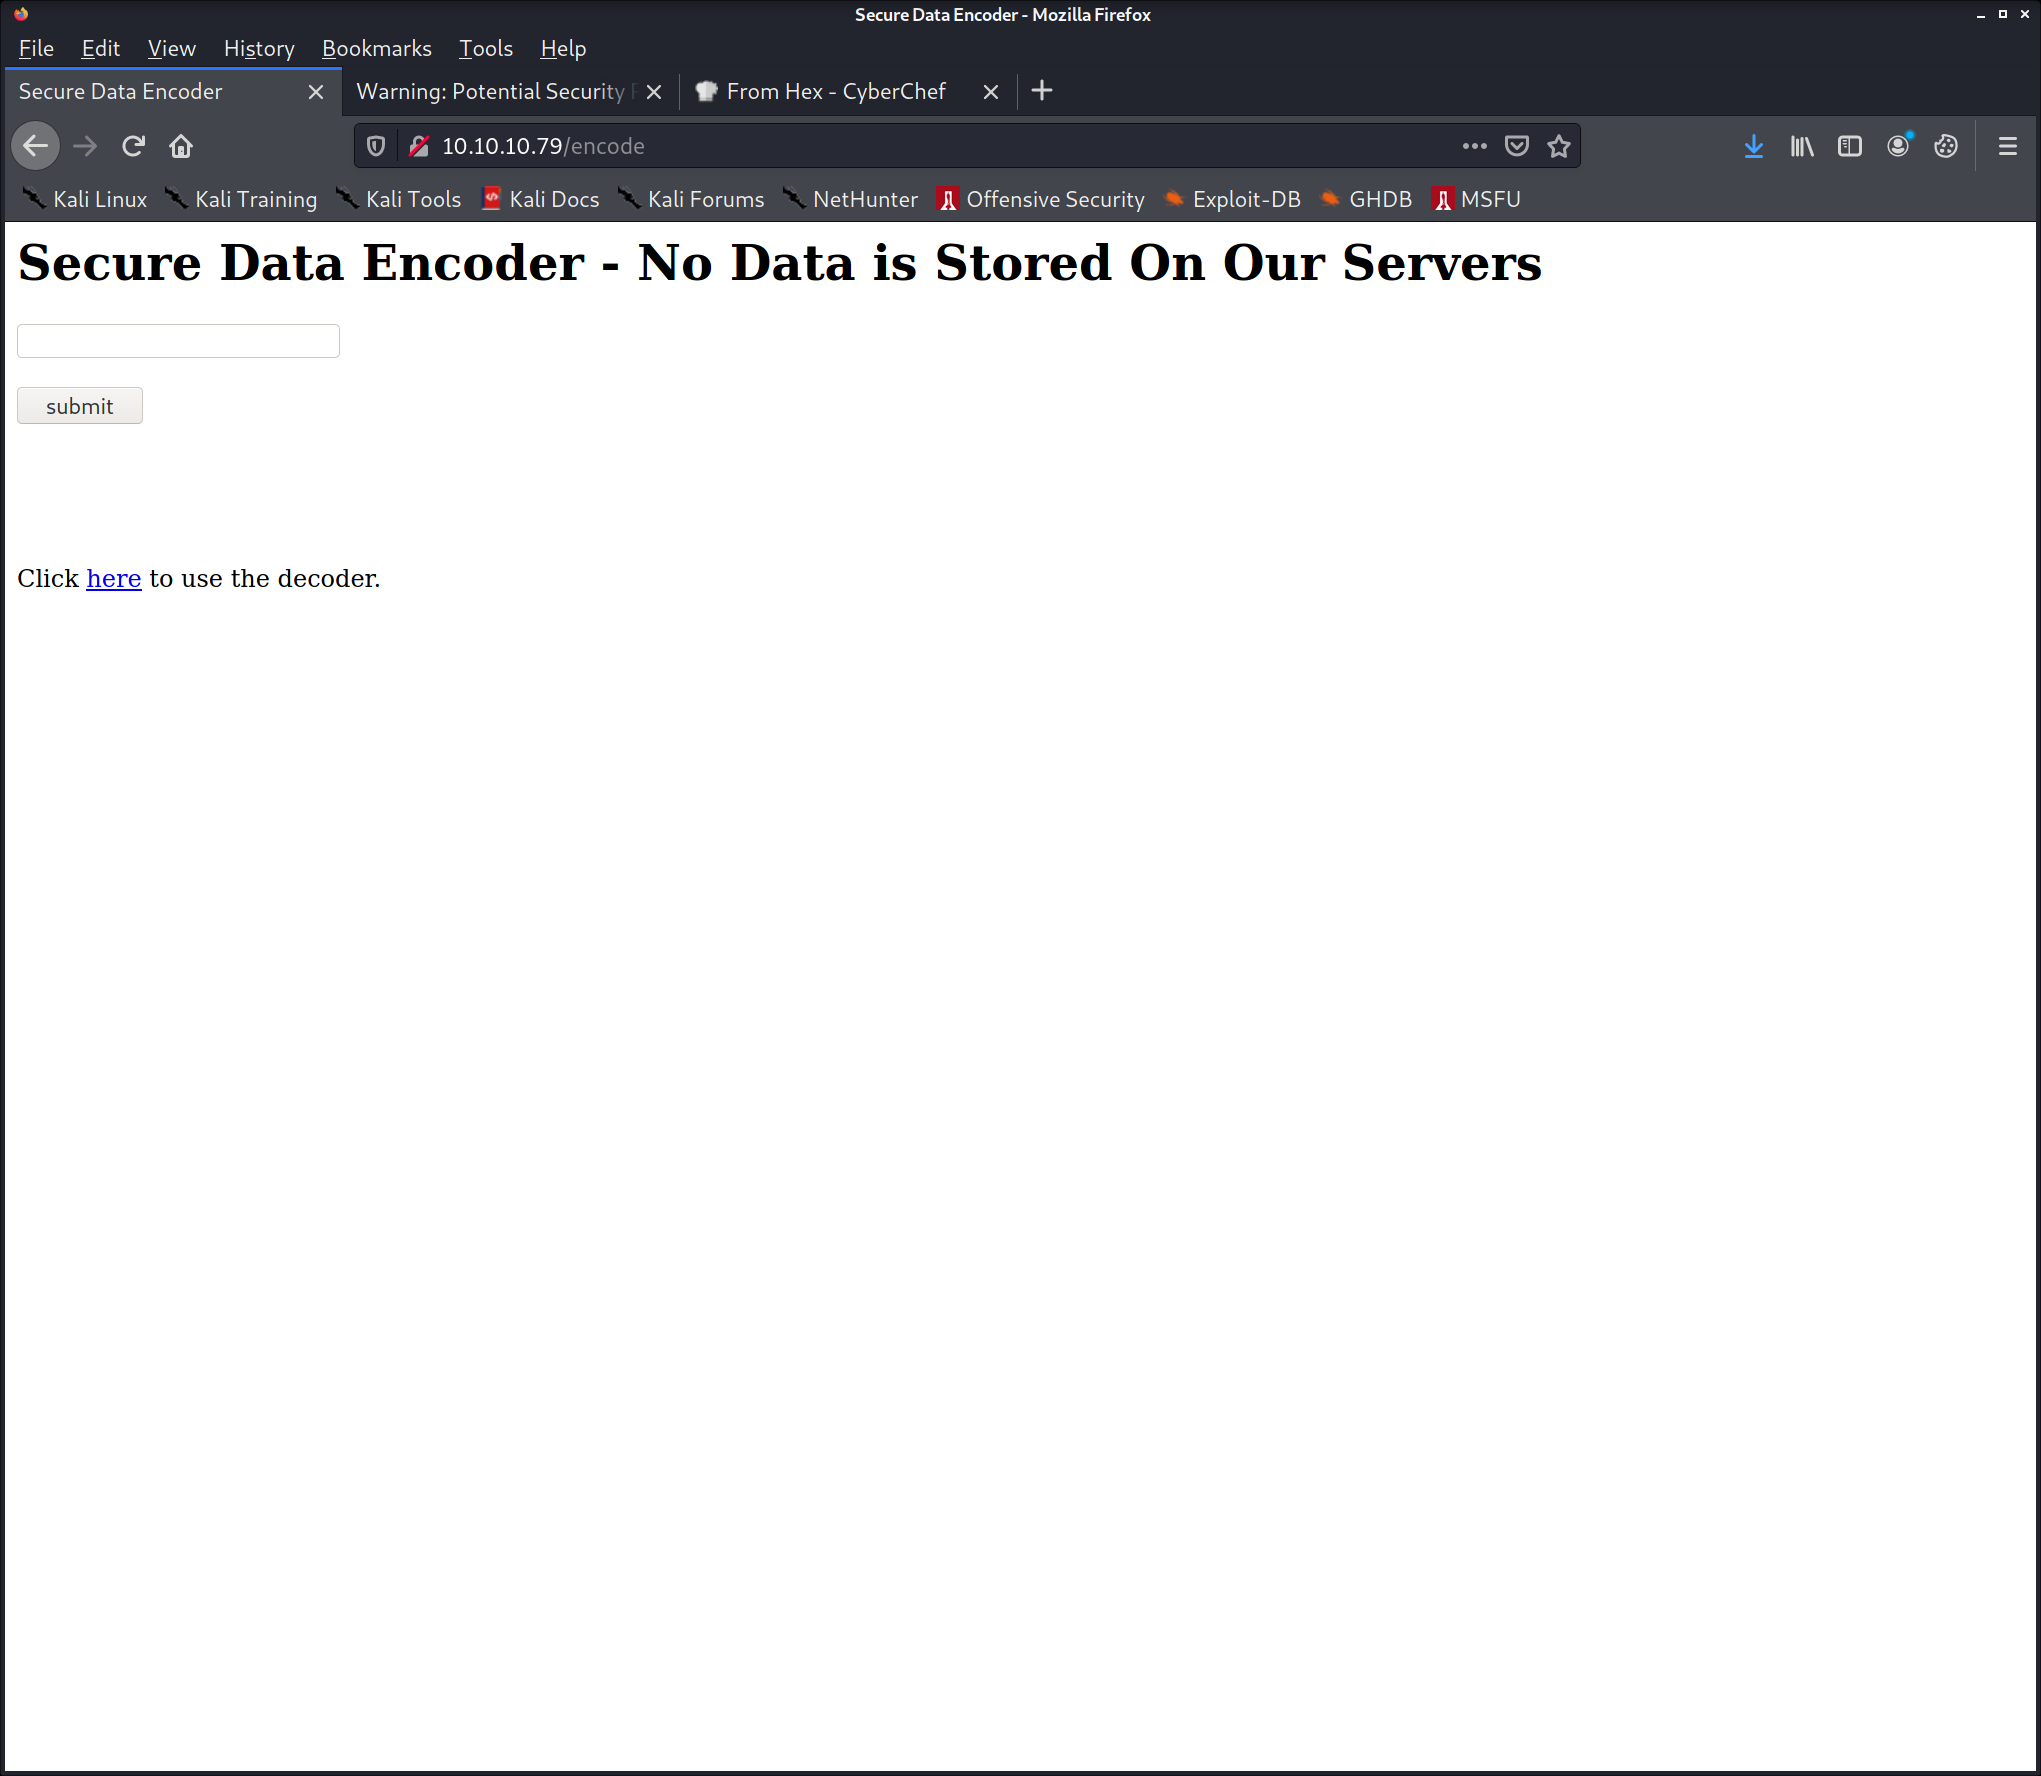 Secure Data Encoder - Mozilla Firefox
File Edit View History Bookmarks Tools Help
Secure Data Encoder Warning: Potential Security From Hex - CyberChef
10.10.10.79/encode
Kali Linux Kali Training Kali Tools Kali Docs Kali Forums NetHunter Offensive Security Exploit-DB GHDB MSFU
Secure Data Encoder - No Data is Stored On Our Servers
submit
Click here to use the decoder.